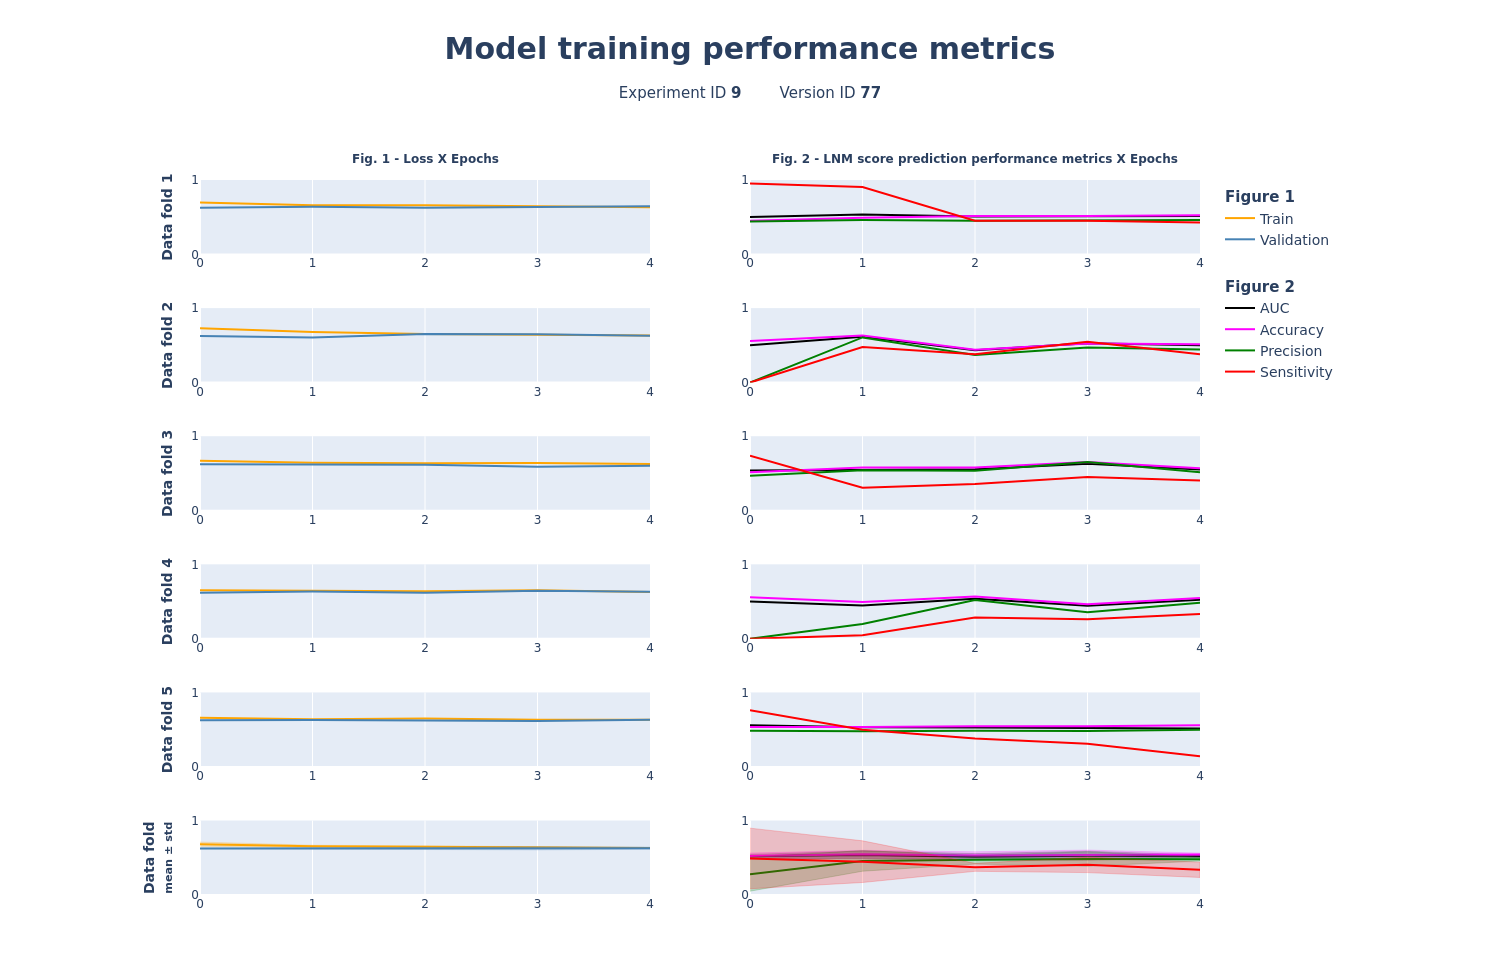 Model training performance metrics
Experiment ID 9 Version ID 77
Fig. 1 - Loss X Epochs
Fig. 2 - LNM score prediction performance metrics X Epochs
Data fold 1
1
0
0 1 2 3 4
1
0
0 1 2 3 4
Figure 1
Train
Validation
Figure 2
AUC
Accuracy
Precision
Sensitivity
Data fold 2
1
0
0 1 2 3 4
1
0
0 1 2 3 4
Data fold 3
1
0
0 1 2 3 4
1
0
0 1 2 3 4
Data fold 4
1
0
0 1 2 3 4
1
0
0 1 2 3 4
Data fold 5
1
0
0 1 2 3 4
1
0
0 1 2 3 4
Data fold
mean ± std
1
0
0 1 2 3 4
1
0
0 1 2 3 4